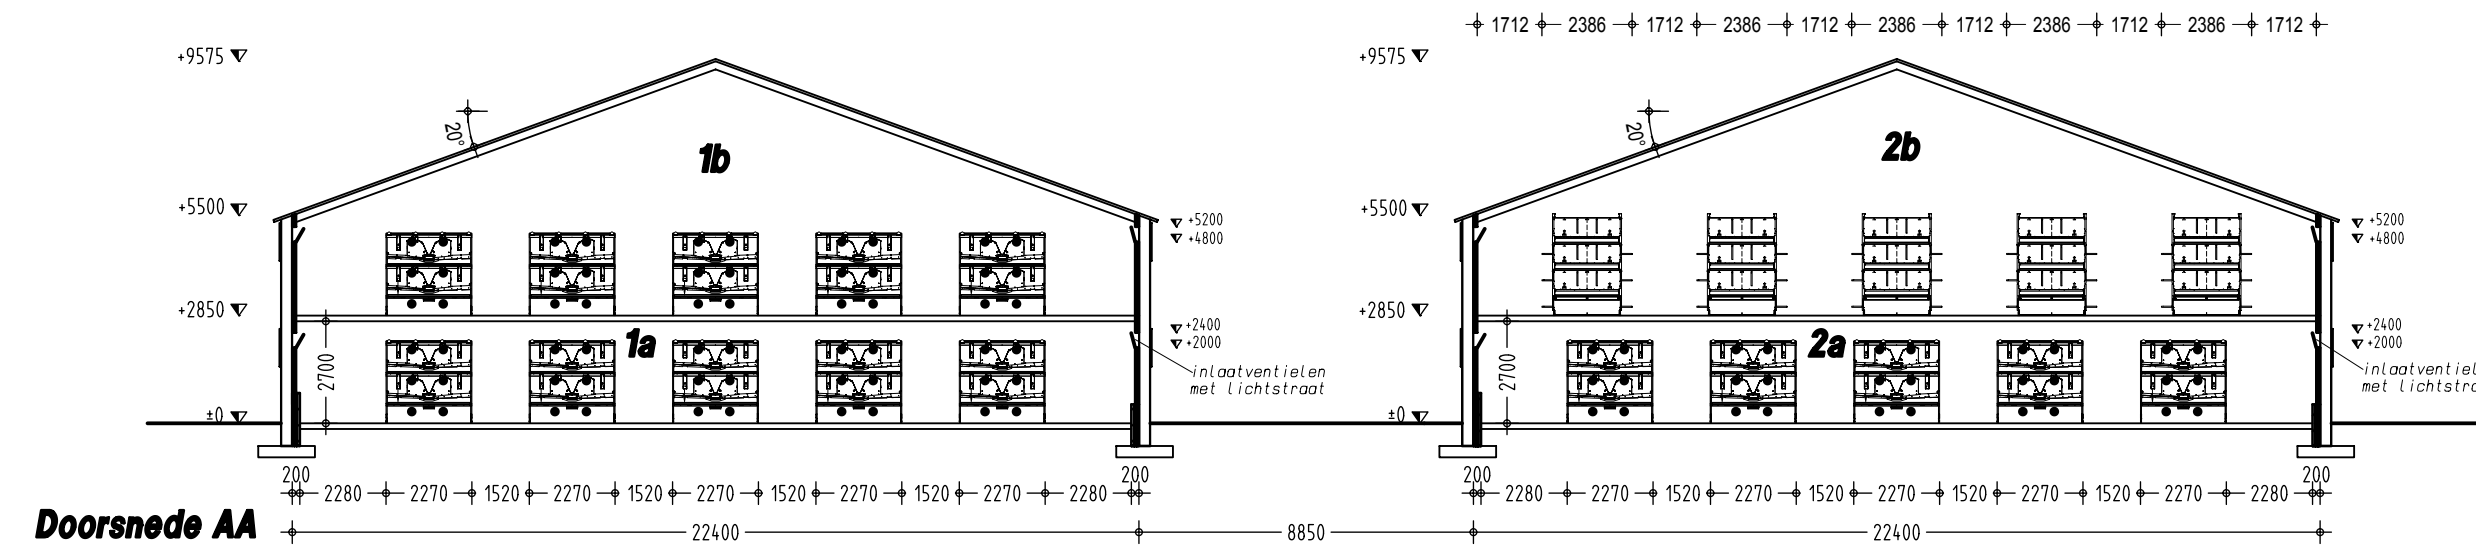 1712 2386 1712 2386 1712 2386 1712 2386 1712 2386 1712
+9575
+9575
20°
20°
1b
2b
+5500
+5500
+5200
+4800
+5200
+4800
+2850
+2850
1a
2a
+2400
+2000
+2400
+2000
2700
2700
inlaatventielen
met lichtstraat
inlaatventiel
met lichtstra
±0
±0
200
200
200
200
2280 2270 1520 2270 1520 2270 1520 2270 1520 2270 2280
2280 2270 1520 2270 1520 2270 1520 2270 1520 2270 2280
Doorsnede AA
22400
8850
22400